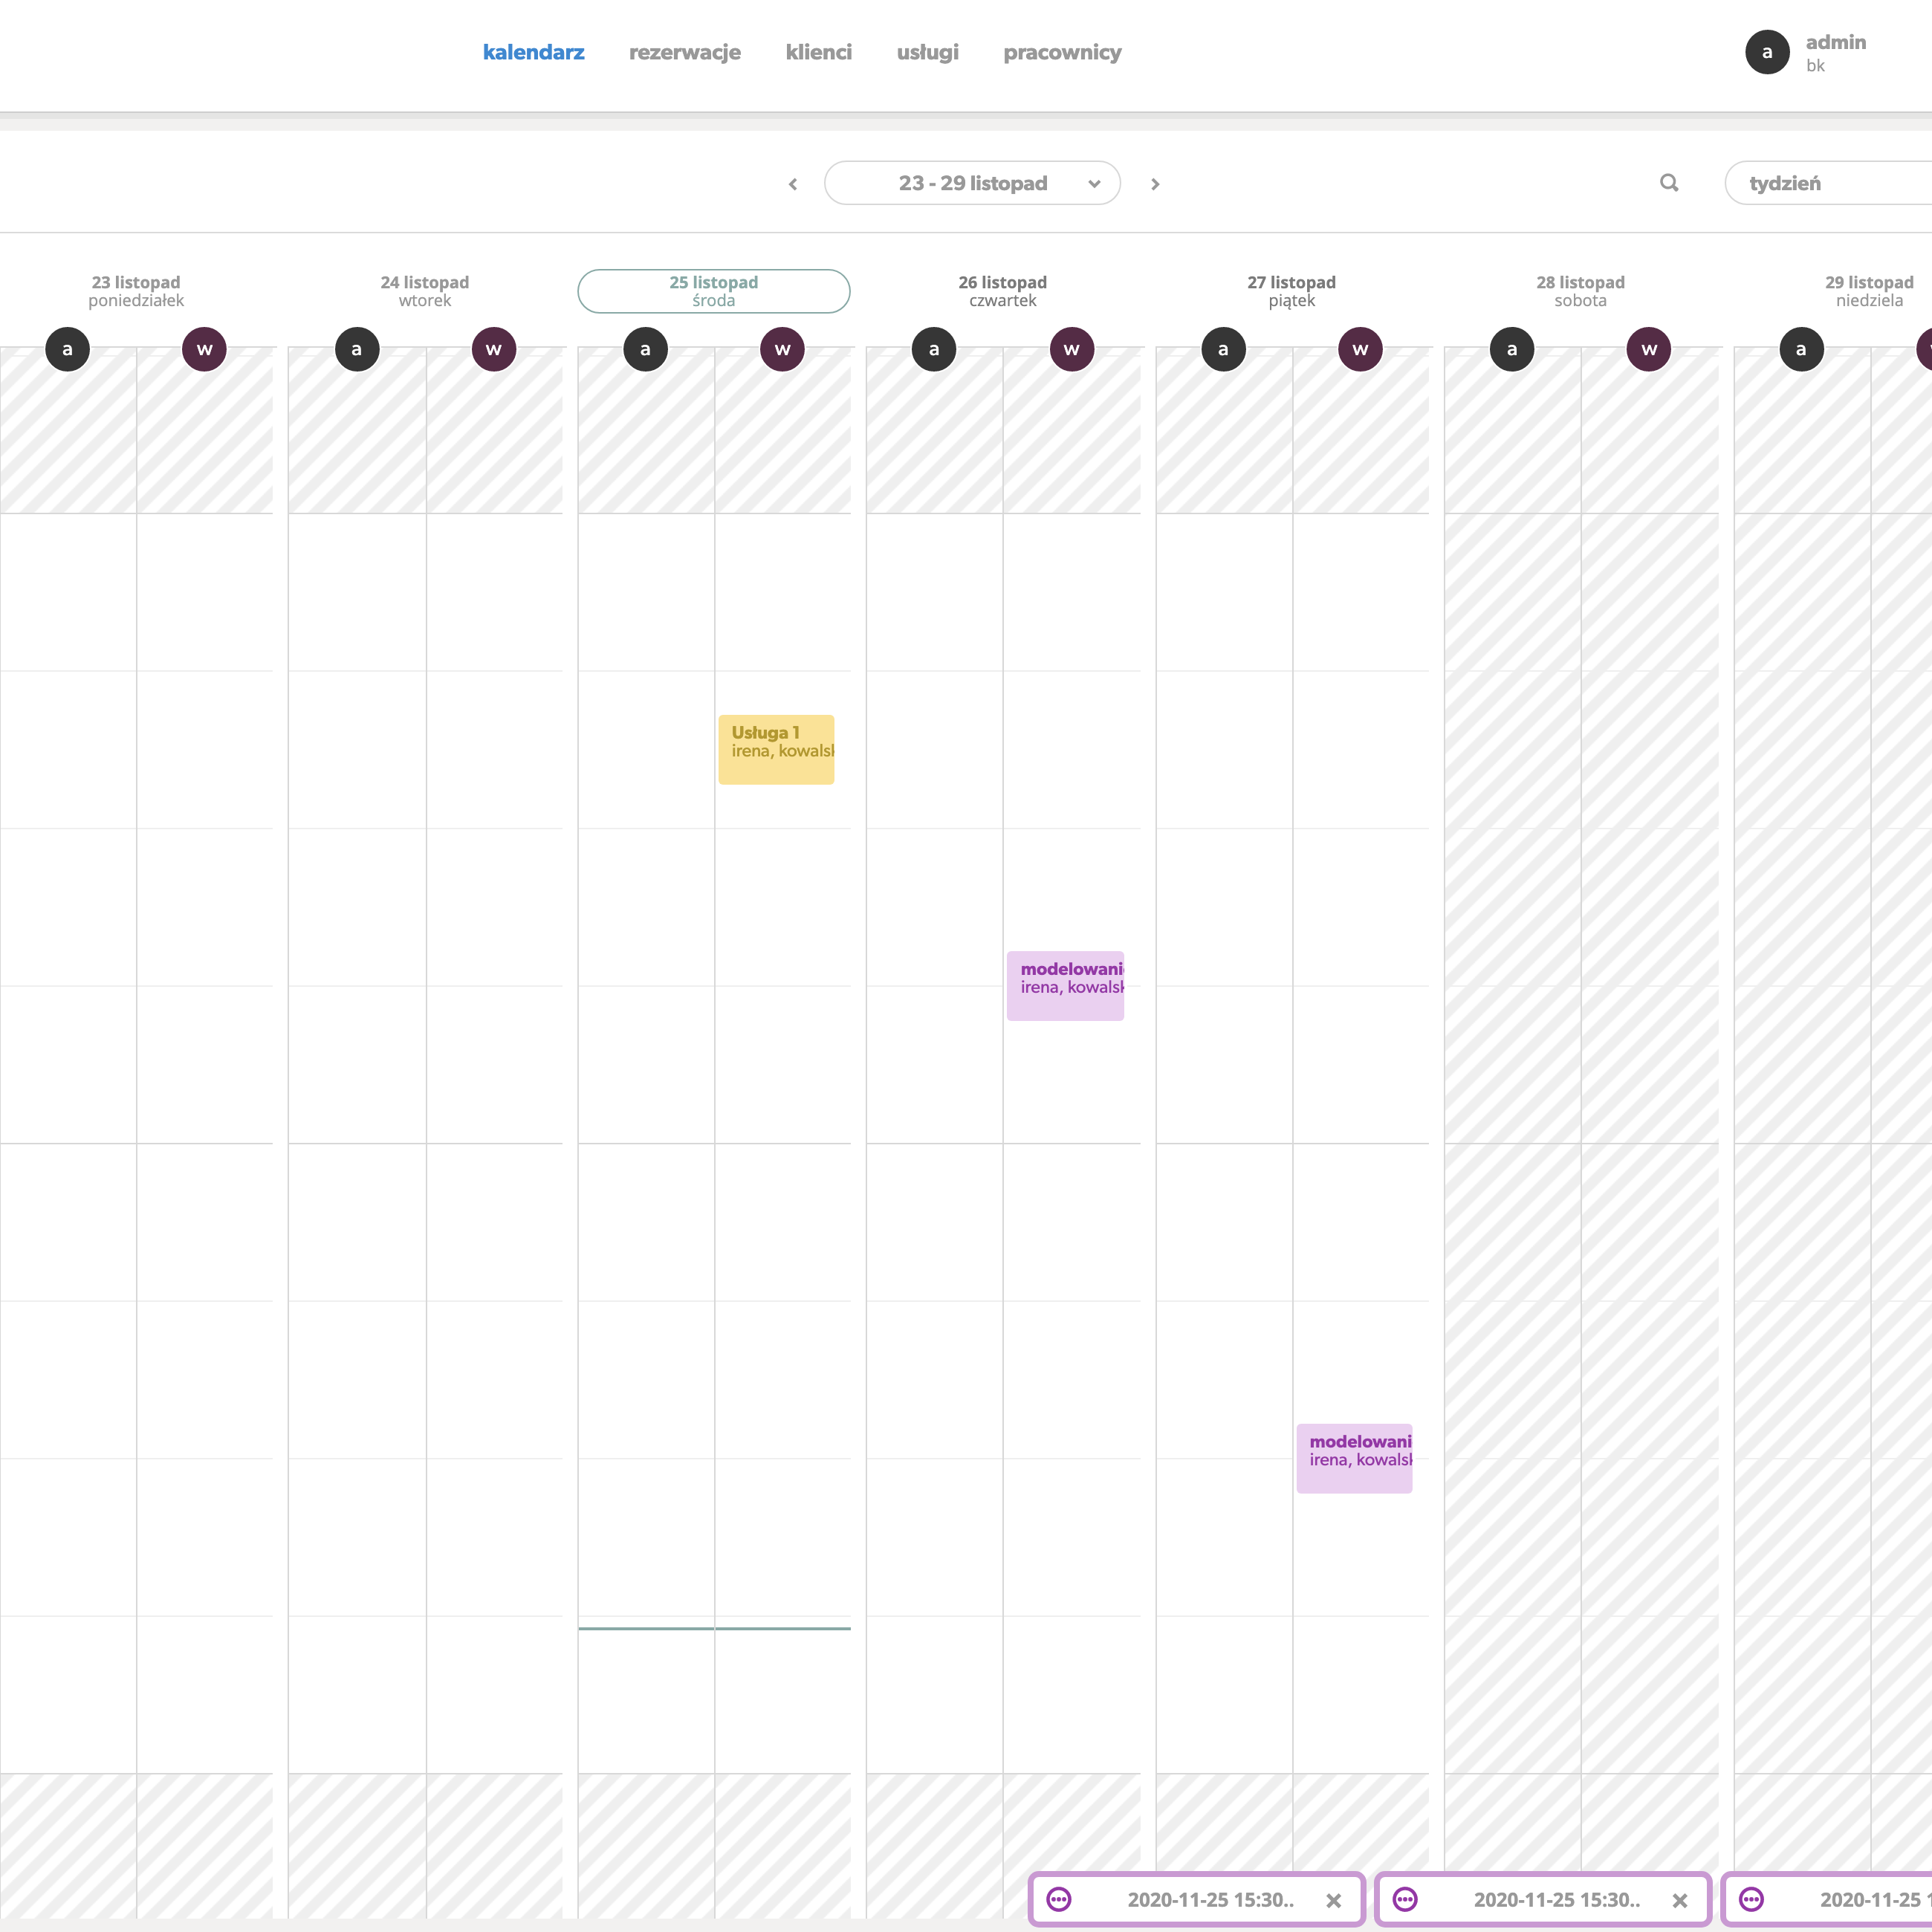 kalendarz rezerwacje klienci usługi pracownicy
a admin
bk
23 - 29 listopad
tydzień
23 listopad
poniedziałek
24 listopad
wtorek
25 listopad
środa
26 listopad
czwartek
27 listopad
piątek
28 listopad
sobota
29 listopad
niedziela
a w a w a w a w a w a w a
Usługa 1
irena, kowalsk
modelowani
irena, kowalsk
modelowani
irena, kowalsk
2020-11-25 15:30..
2020-11-25 15:30..
2020-11-25 1